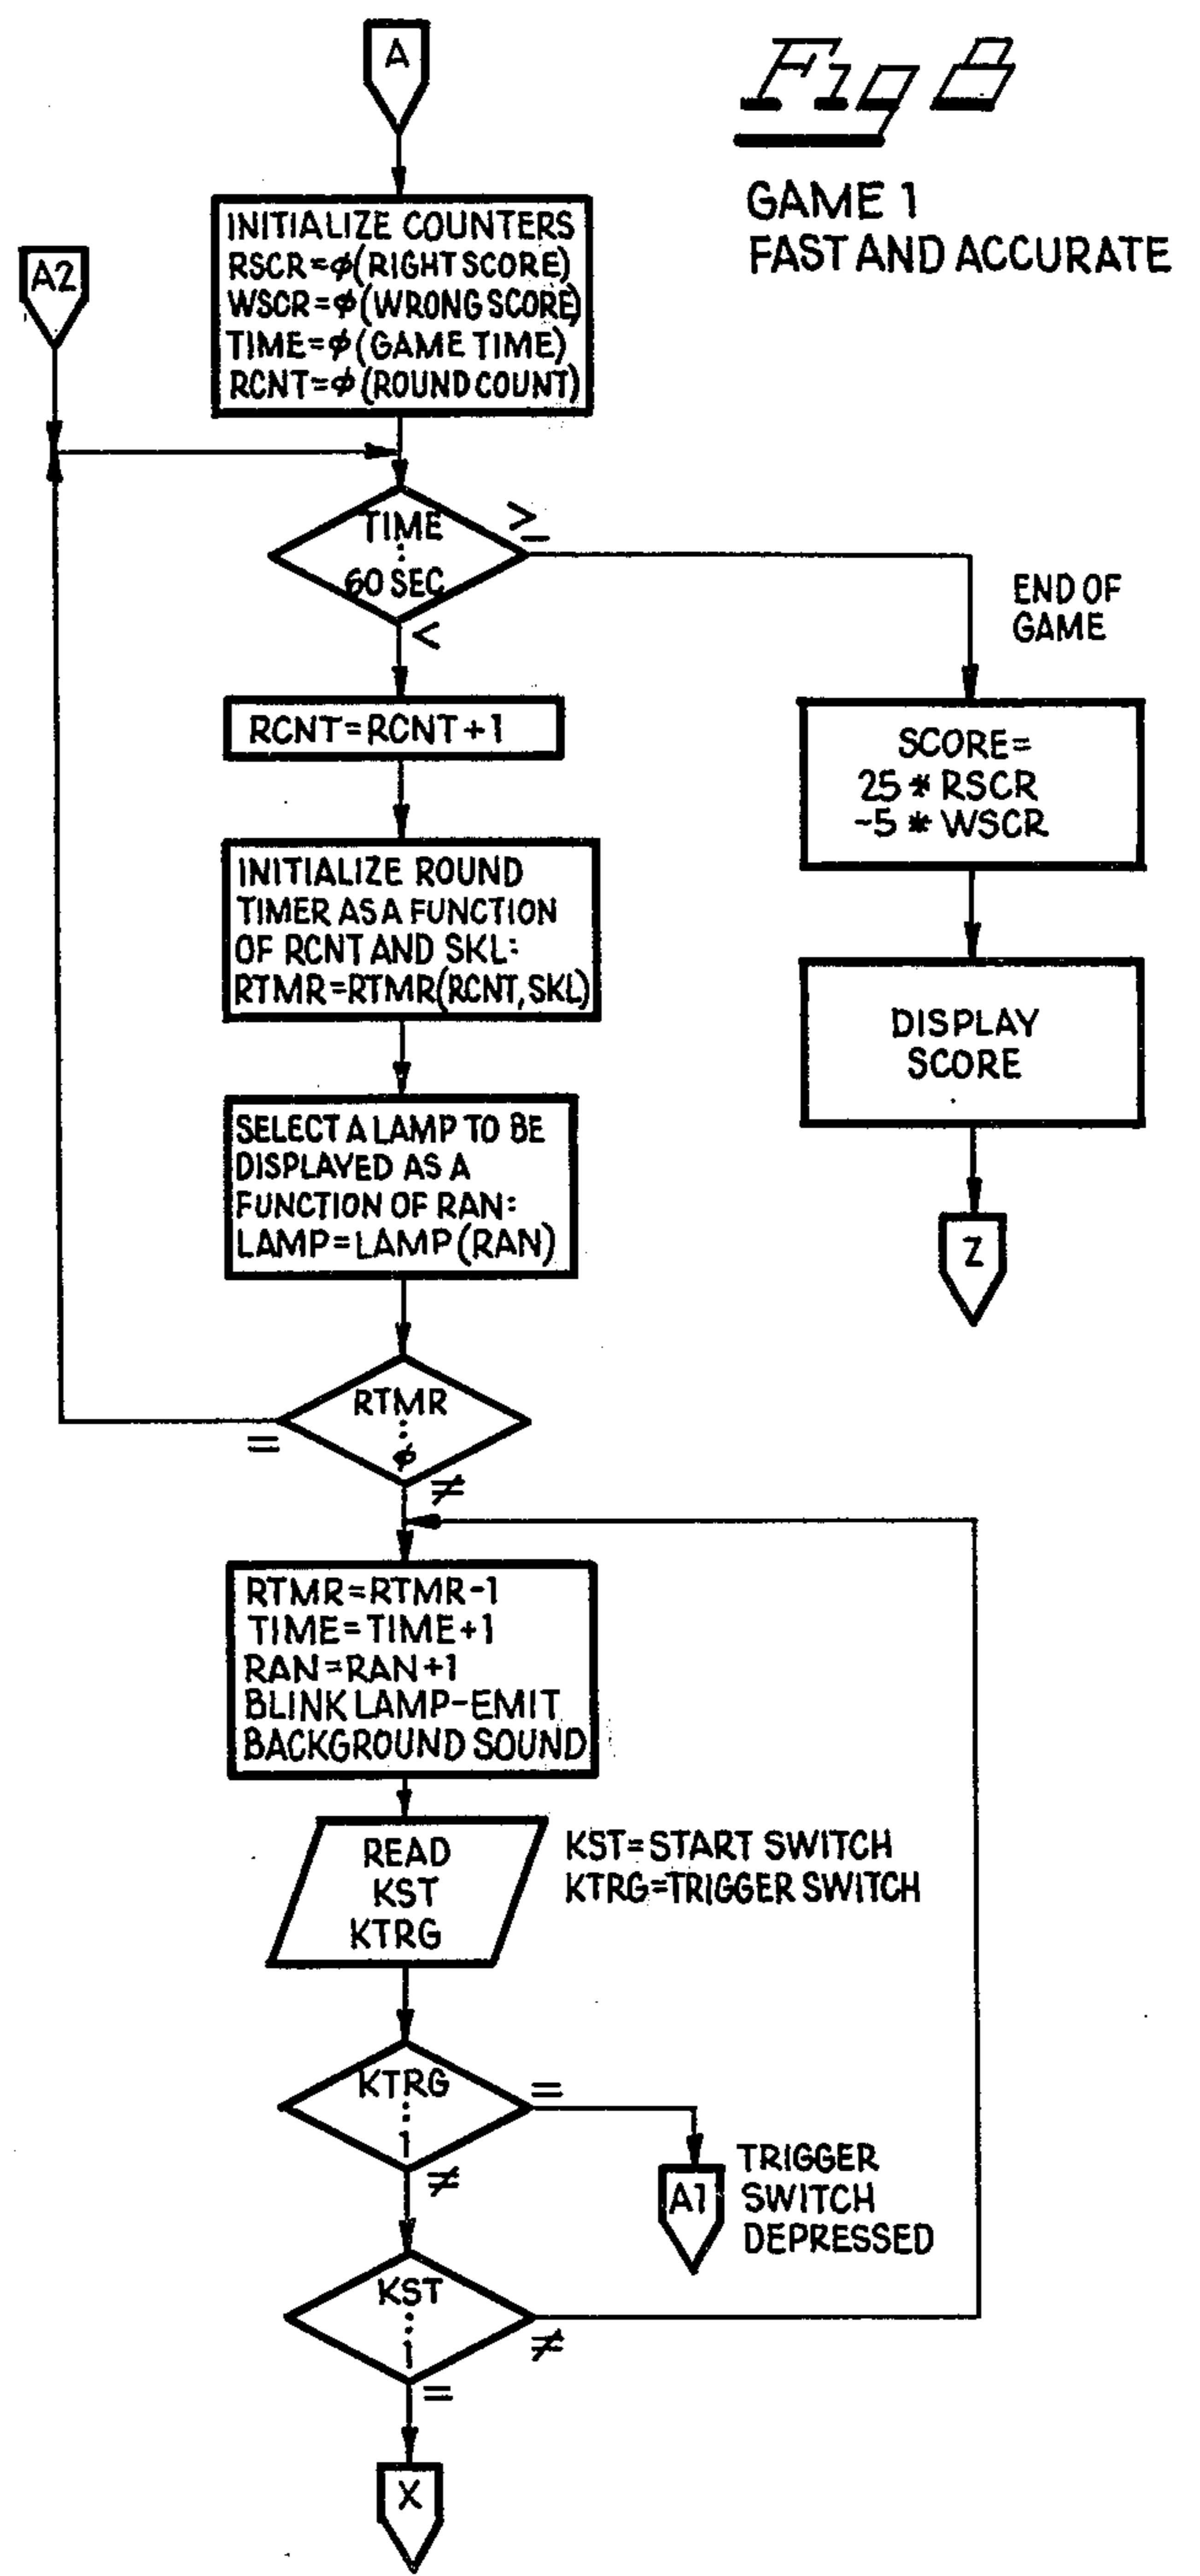 A
Fig 8
GAME 1
FAST AND ACCURATE
A2
INITIALIZE COUNTERS
RSCR=φ(RIGHT SCORE)
WSCR=φ(WRONG SCORE)
TIME=φ(GAME TIME)
RCNT=φ(ROUND COUNT)
TIME
:
60 SEC
≥
<
END OF
GAME
RCNT=RCNT+1
SCORE=
25 * RSCR
-5 * WSCR
INITIALIZE ROUND
TIMER AS A FUNCTION
OF RCNT AND SKL:
RTMR=RTMR(RCNT,SKL)
DISPLAY
SCORE
SELECT A LAMP TO BE
DISPLAYED AS A
FUNCTION OF RAN:
LAMP=LAMP(RAN)
Z
RTMR
:
φ
=
≠
RTMR=RTMR-1
TIME=TIME+1
RAN=RAN+1
BLINK LAMP-EMIT
BACKGROUND SOUND
READ
KST
KTRG
KST=START SWITCH
KTRG=TRIGGER SWITCH
KTRG
:
1
=
≠
A1
TRIGGER
SWITCH
DEPRESSED
KST
:
1
≠
=
X